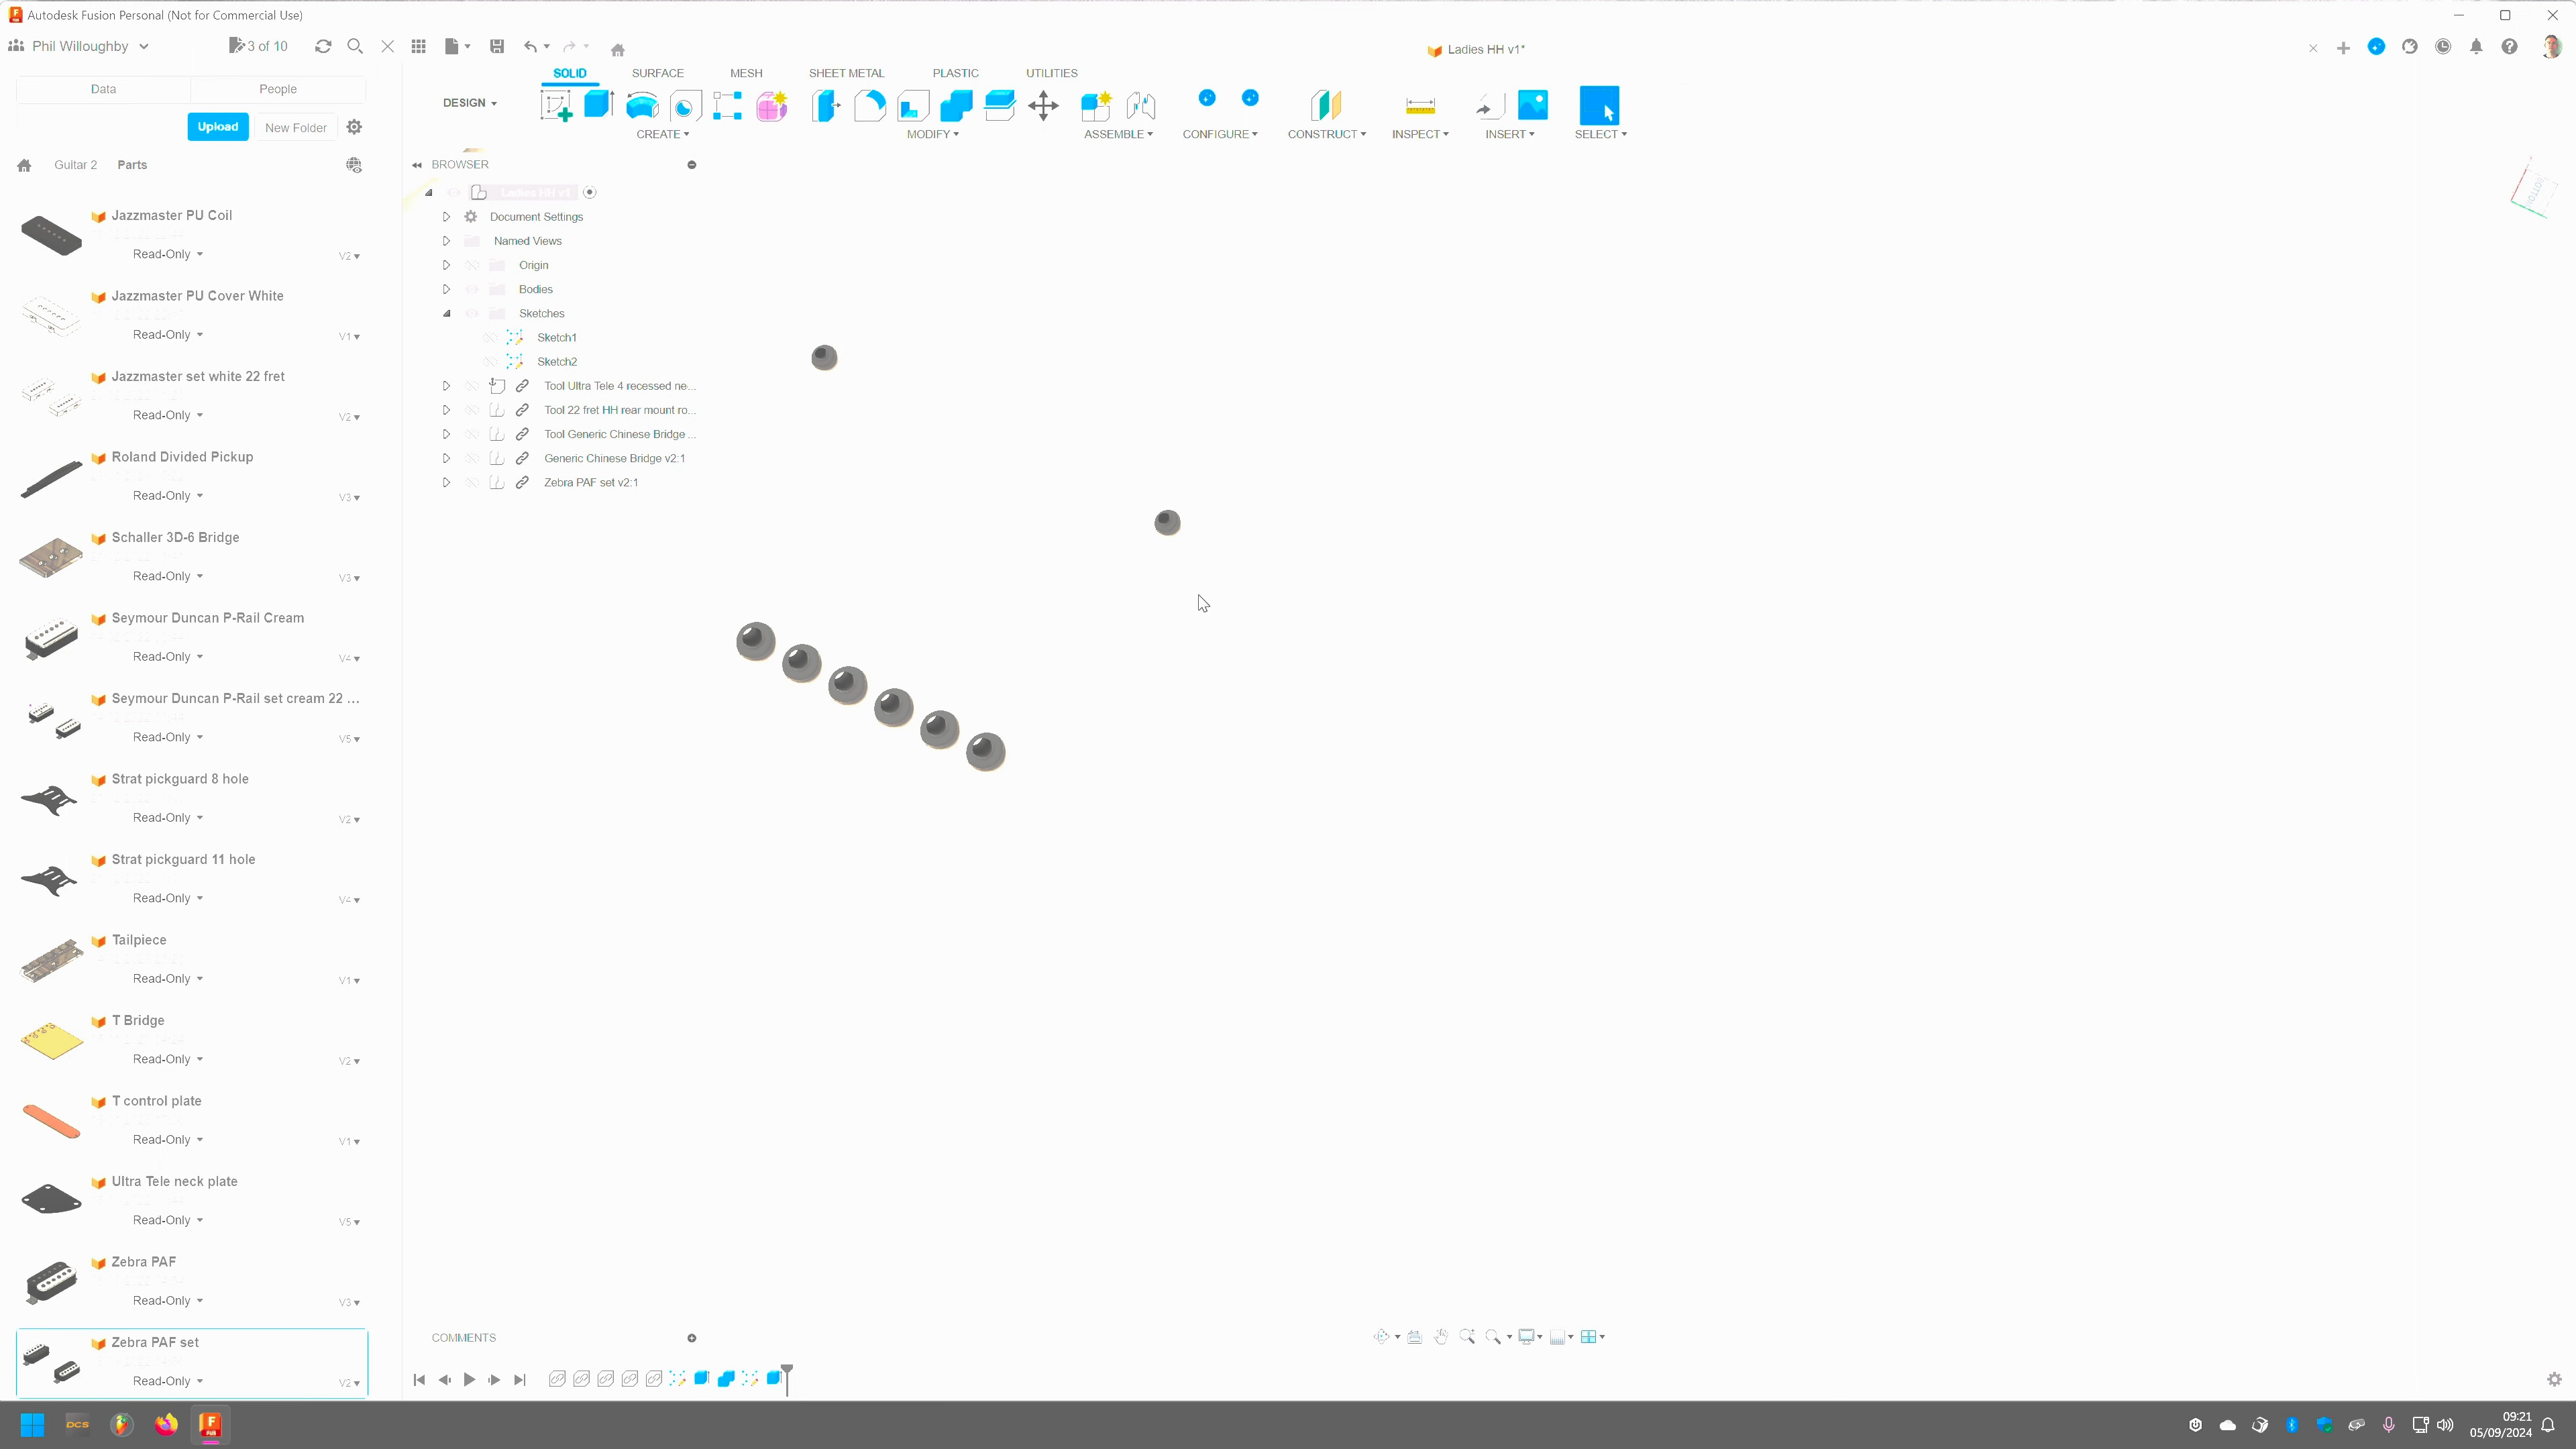 Autodesk Fusion Personal (Not for Commercial Use)
Phil Willoughby
3 of 10
Ladies HH v1*
Data
People
Upload
New Folder
Guitar 2
Parts
SOLID
SURFACE
MESH
SHEET METAL
PLASTIC
UTILITIES
DESIGN
CREATE
MODIFY
ASSEMBLE
CONFIGURE
CONSTRUCT
INSPECT
INSERT
SELECT
BROWSER
Ladies HH v1
Document Settings
Named Views
Origin
Bodies
Sketches
Sketch1
Sketch2
Tool Ultra Tele 4 recessed ne...
Tool 22 fret HH rear mount ro...
Tool Generic Chinese Bridge ...
Generic Chinese Bridge v2:1
Zebra PAF set v2:1
Jazzmaster PU Coil
Read-Only
V2
Jazzmaster PU Cover White
Read-Only
V1
Jazzmaster set white 22 fret
Read-Only
V2
Roland Divided Pickup
Read-Only
V3
Schaller 3D-6 Bridge
Read-Only
V3
Seymour Duncan P-Rail Cream
Read-Only
V4
Seymour Duncan P-Rail set cream 22 ...
Read-Only
V5
Strat pickguard 8 hole
Read-Only
V2
Strat pickguard 11 hole
Read-Only
V4
Tailpiece
Read-Only
V1
T Bridge
Read-Only
V2
T control plate
Read-Only
V1
Ultra Tele neck plate
Read-Only
V5
Zebra PAF
Read-Only
V3
Zebra PAF set
Read-Only
V2
COMMENTS
DCS
09:21
05/09/2024